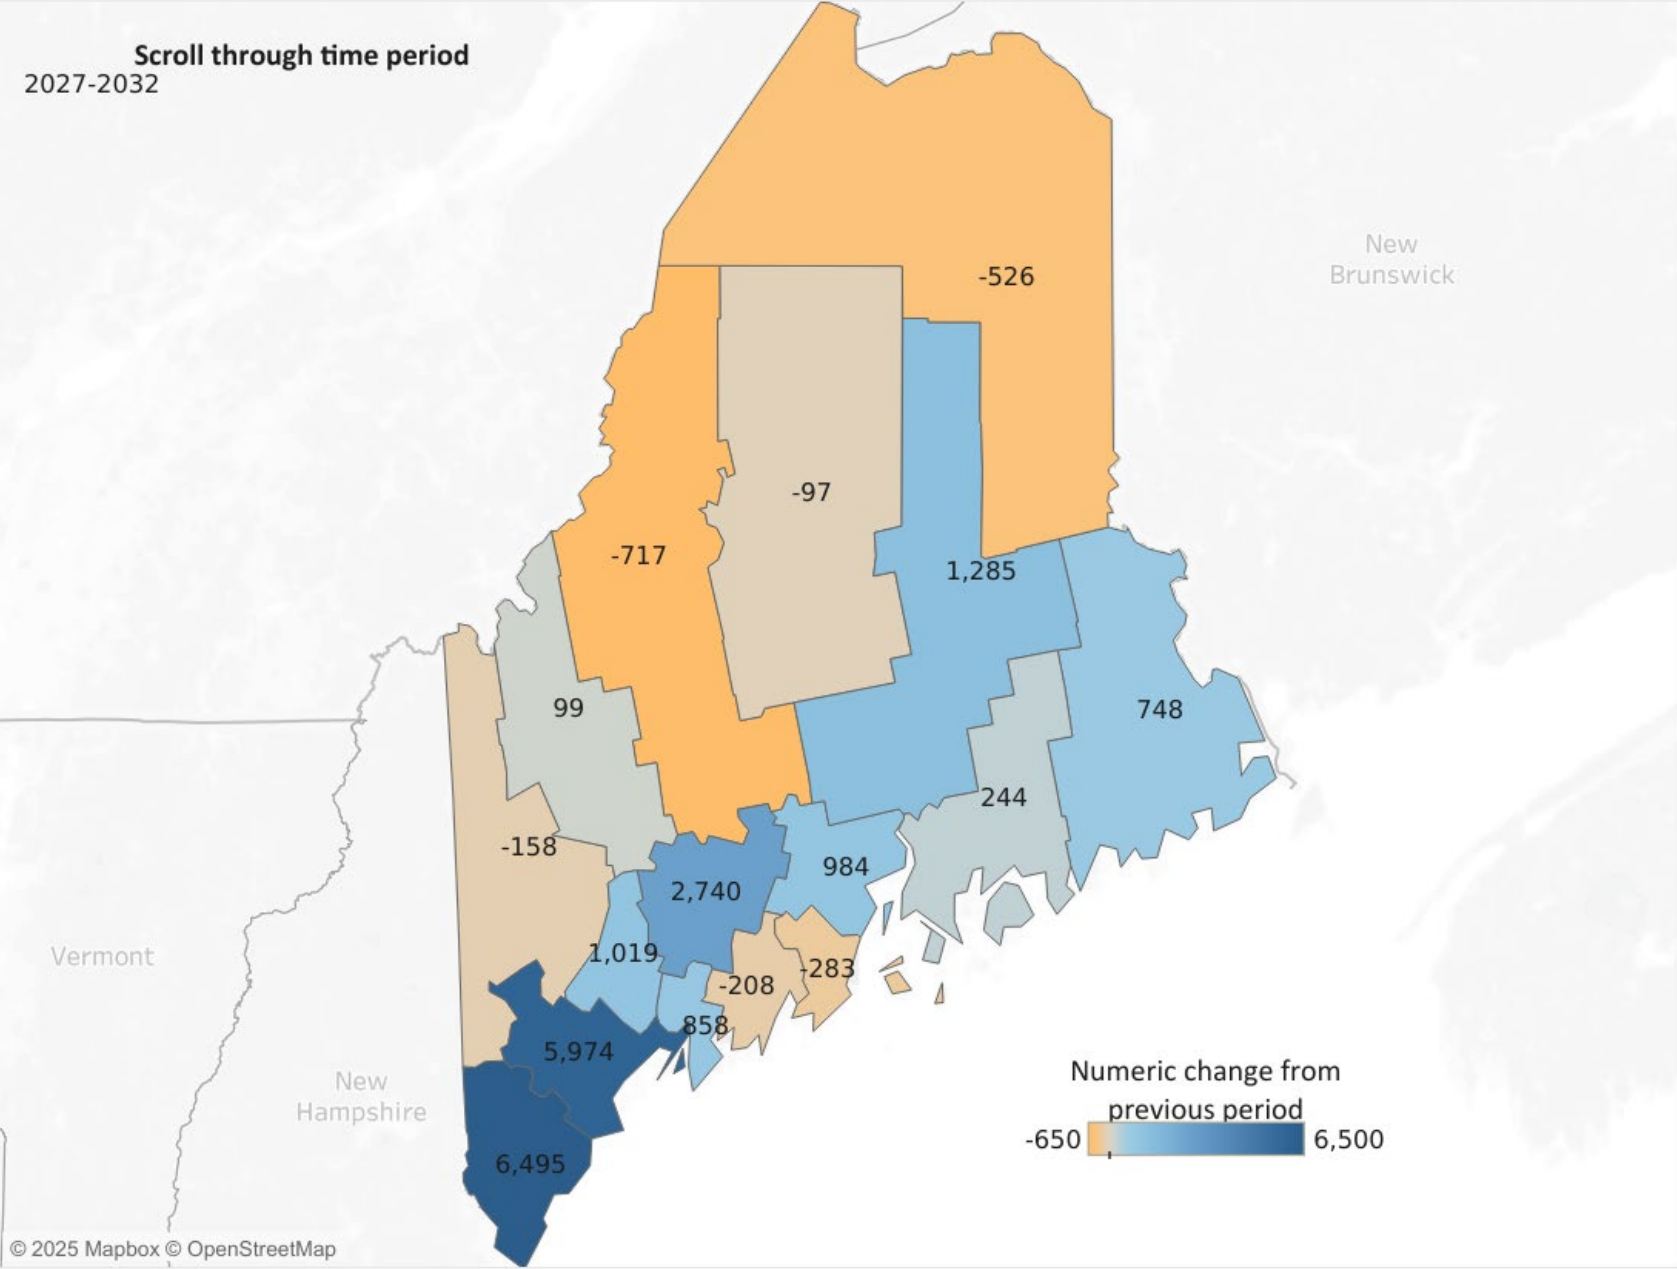 Scroll through time period
2027-2032
New
Brunswick
-526
-97
-717
1,285
99
748
244
-158
984
2,740
1,019
-283
-208
Vermont
858
5,974
New
Hampshire
Numeric change from
previous period
-650
6,500
6,495
© 2025 Mapbox © OpenStreetMap